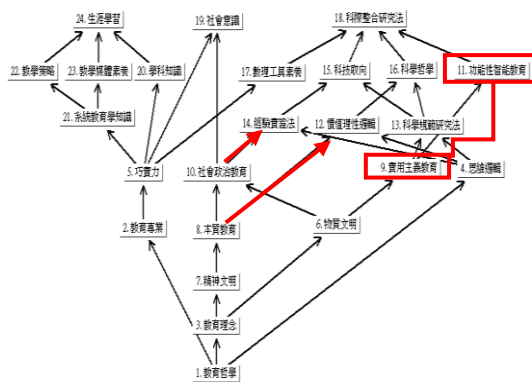 24. 生涯學習
19.社會意識
18.科際整合研究法
22.教學策略
23.教學媒體素養
20.學科知識
17.數理工具素養
15.科技取向
16.科學哲學
11.功能性智能教育
21.系統教育學知識
14.經驗實證法
12.價值理性邏輯
13.科學規範研究法
5.巧實力
10.社會政治教育
9.實用主義教育
4.思維邏輯
2.教育專業
8.本質教育
6.物質文明
7.精神文明
3.教育理念
1.教育哲學